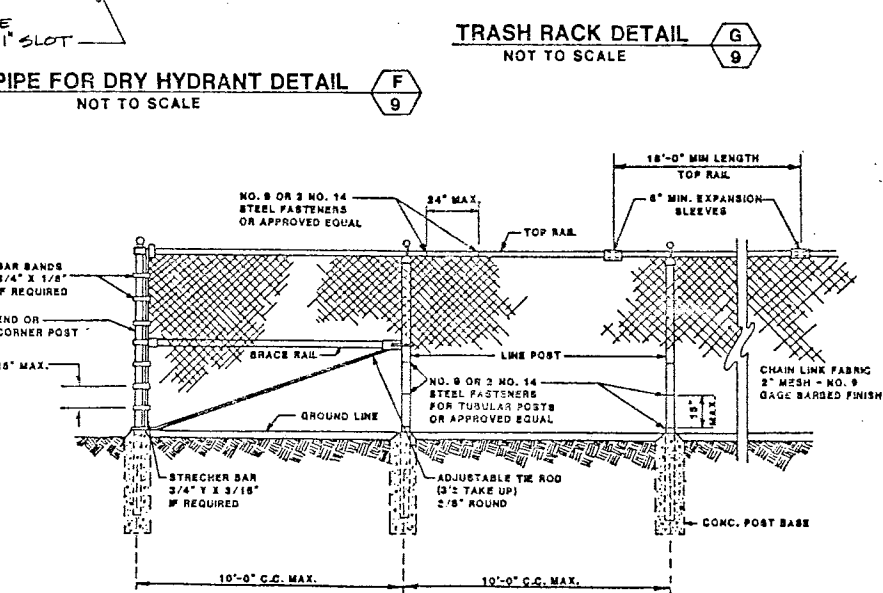 E
1" SLOT
TRASH RACK DETAIL
G
9
NOT TO SCALE
PIPE FOR DRY HYDRANT DETAIL
F
9
NOT TO SCALE
TOP RAIL
18'-0" MIN LENGTH
6" MIN. EXPANSION
SLEEVES
NO. 9 OR 2 NO. 14
STEEL FASTENERS
OR APPROVED EQUAL
24" MAX.
TOP RAIL
BAR BANDS
1/4" X 1/8"
IF REQUIRED
END OR
CORNER POST
15" MAX.
BRACE RAIL
LINE POST
CHAIN LINK FABRIC
2" MESH - NO. 9
GAGE BARBED FINISH
NO. 9 OR 2 NO. 14
STEEL FASTENERS
FOR TUBULAR POSTS
OR APPROVED EQUAL
15"
MAX.
GROUND LINE
STRECHER BAR
3/4" Y X 3/16"
IF REQUIRED
ADJUSTABLE TIE ROD
TAKE UP)
ROUND
CONC. POST BASE
10'-0" C.C. MAX.
10'-0" C.C. MAX.